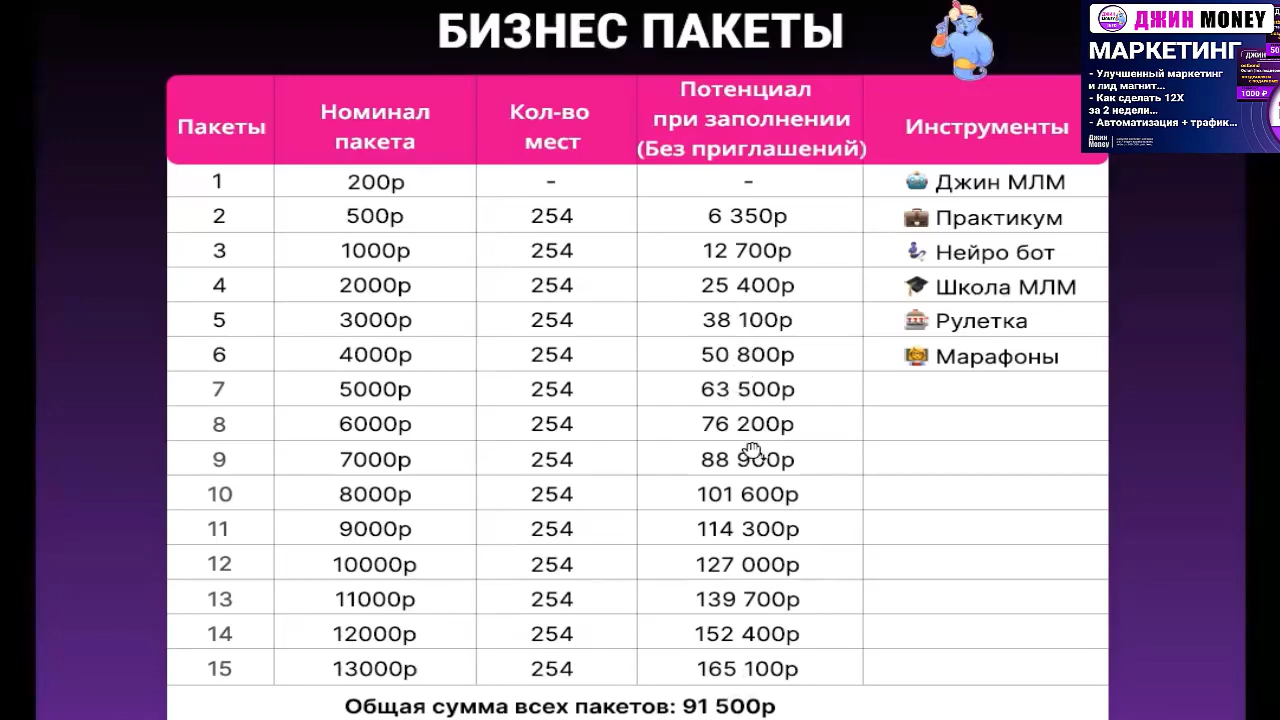 БИЗНЕС ПАКЕТЫ
ДЖИН MONEY
МАРКЕТИНГ
- Улучшенный маркетинг
и лид магнит...
- Как сделать 12Х
за 2 недели...
- Автоматизация + трафик...
Джин
Money
1000 ₽
Пакеты Номинал пакета Кол-во мест Потенциал при заполнении (Без приглашений) Инструменты
1 200р - - Джин МЛМ
2 500р 254 6 350р Практикум
3 1000р 254 12 700р Нейро бот
4 2000р 254 25 400р Школа МЛМ
5 3000р 254 38 100р Рулетка
6 4000р 254 50 800р Марафоны
7 5000р 254 63 500р
8 6000р 254 76 200р
9 7000р 254 88 900р
10 8000р 254 101 600р
11 9000р 254 114 300р
12 10000р 254 127 000р
13 11000р 254 139 700р
14 12000р 254 152 400р
15 13000р 254 165 100р
Общая сумма всех пакетов: 91 500р